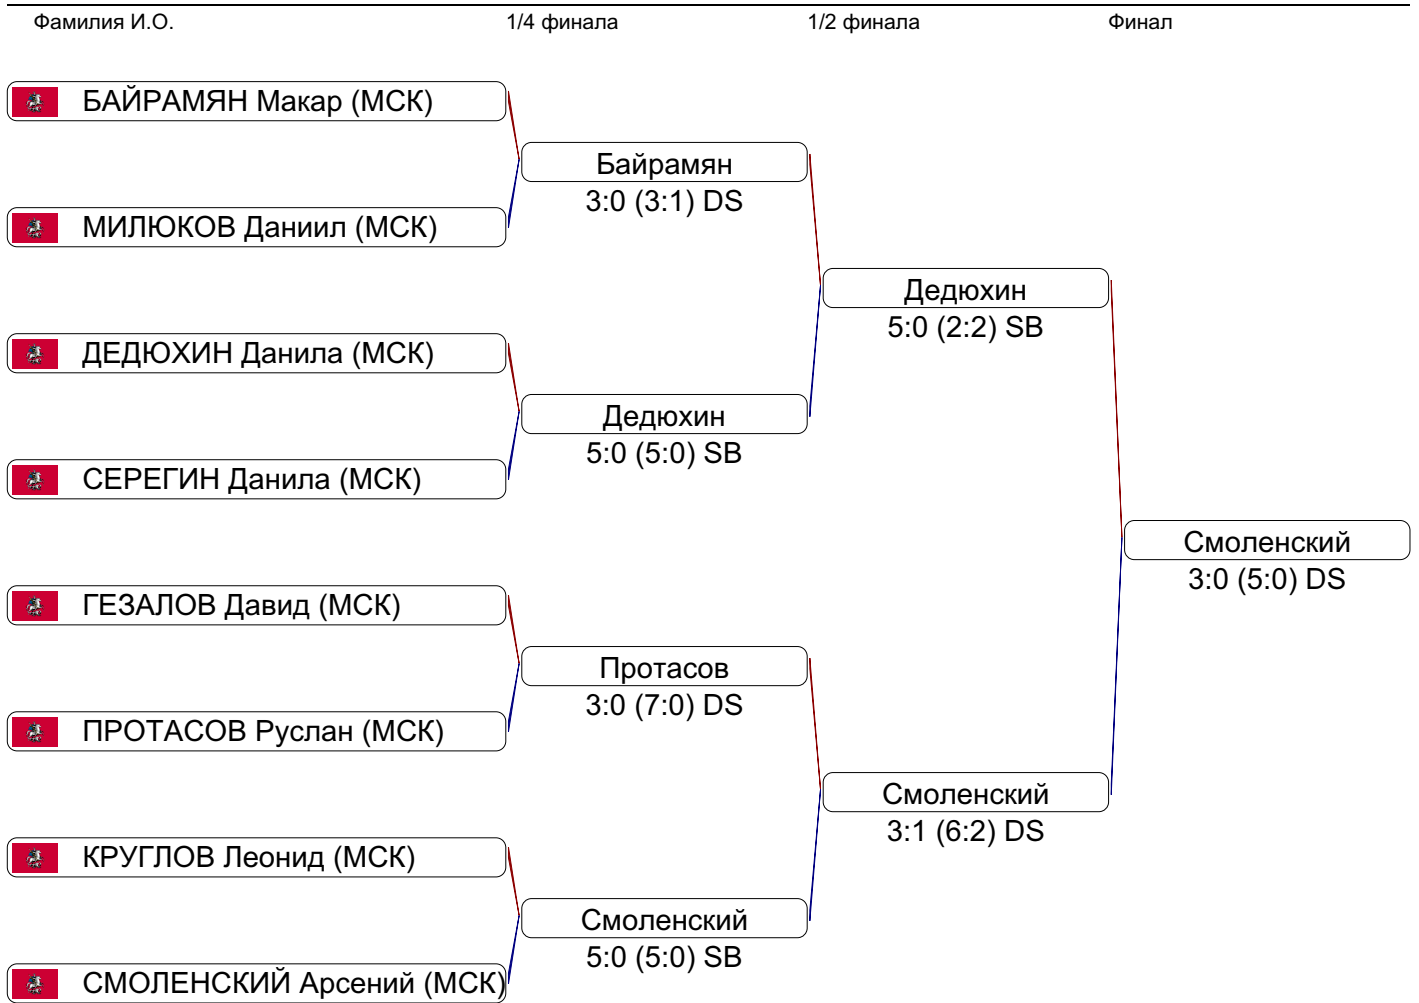 Фамилия И.О. 1/4 финала 1/2 финала Финал
БАЙРАМЯН Макар (МСК)
Байрамян
3:0 (3:1) DS
МИЛЮКОВ Даниил (МСК)
Дедюхин
5:0 (2:2) SB
ДЕДЮХИН Данила (МСК)
Дедюхин
5:0 (5:0) SB
СЕРЕГИН Данила (МСК)
Смоленский
3:0 (5:0) DS
ГЕЗАЛОВ Давид (МСК)
Протасов
3:0 (7:0) DS
ПРОТАСОВ Руслан (МСК)
Смоленский
3:1 (6:2) DS
КРУГЛОВ Леонид (МСК)
Смоленский
5:0 (5:0) SB
СМОЛЕНСКИЙ Арсений (МСК)